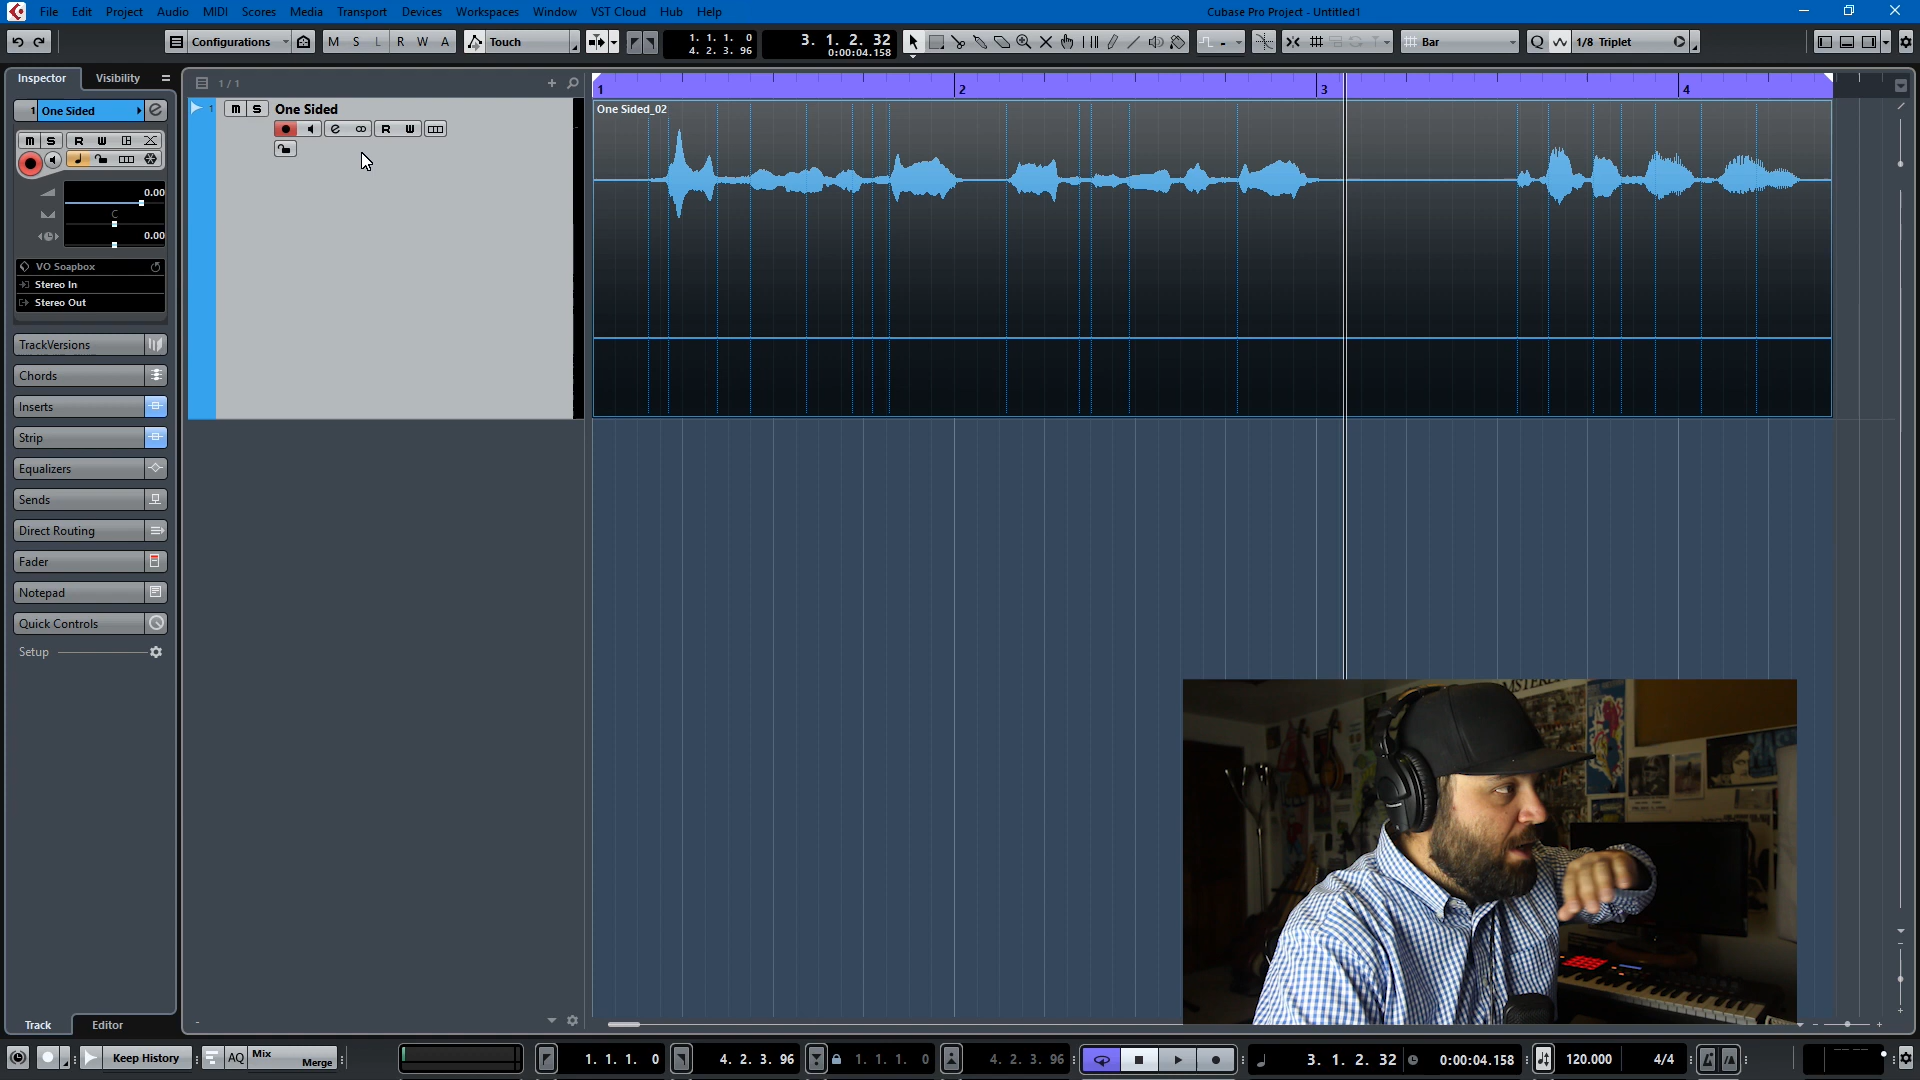 File Edit Project Audio MIDI Scores Media Transport Devices Workspaces Window VST Cloud Hub Help
Cubase Pro Project - Untitled1
Configurations
M S L R W A
Touch
1. 1. 1. 0
4. 2. 3. 96
3. 1. 2. 32
0:00:04.158
Bar
Q
1/8 Triplet
Inspector
Visibility
1 / 1
1 2 3 4
1 One Sided
m S R W
0.00
C
0.00
VO Soapbox
Stereo In
Stereo Out
TrackVersions
Chords
Inserts
Strip
Equalizers
Sends
Direct Routing
Fader
Notepad
Quick Controls
Setup
1 m S One Sided
e R W
One Sided_02
MSTER
Track
Editor
Keep History
AQ
Mix
Merge
1. 1. 1. 0
4. 2. 3. 96
1. 1. 1. 0
4. 2. 3. 96
3. 1. 2. 32
0:00:04.158
120.000
4/4